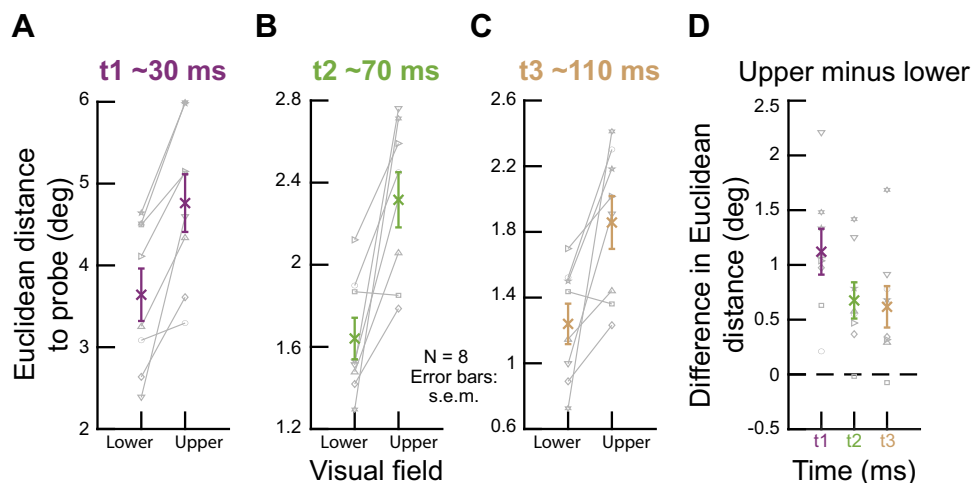 A
B
C
D
t1 ~30 ms
t2 ~70 ms
t3 ~110 ms
Upper minus lower
Euclidean distance
to probe (deg)
6
5
4
3
2
Lower
Upper
2.8
2.4
2
1.6
1.2
Lower
Upper
N = 8
Error bars:
s.e.m.
2.6
2.2
1.8
1.4
1
0.6
Lower
Upper
Visual field
Difference in Euclidean
distance (deg)
2.5
2
1.5
1
0.5
0
-0.5
t1
t2
t3
Time (ms)